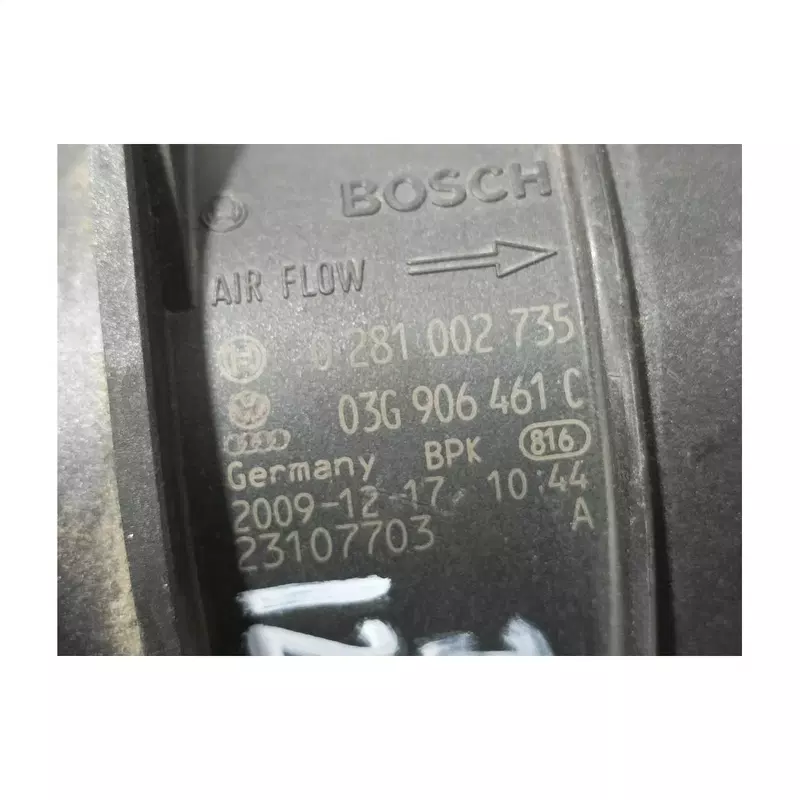 BOSCH
AIR FLOW
0 281 002 735
03G 906 461 C
Germany BPK 816
2009-12-17, 10:44
23107703 A